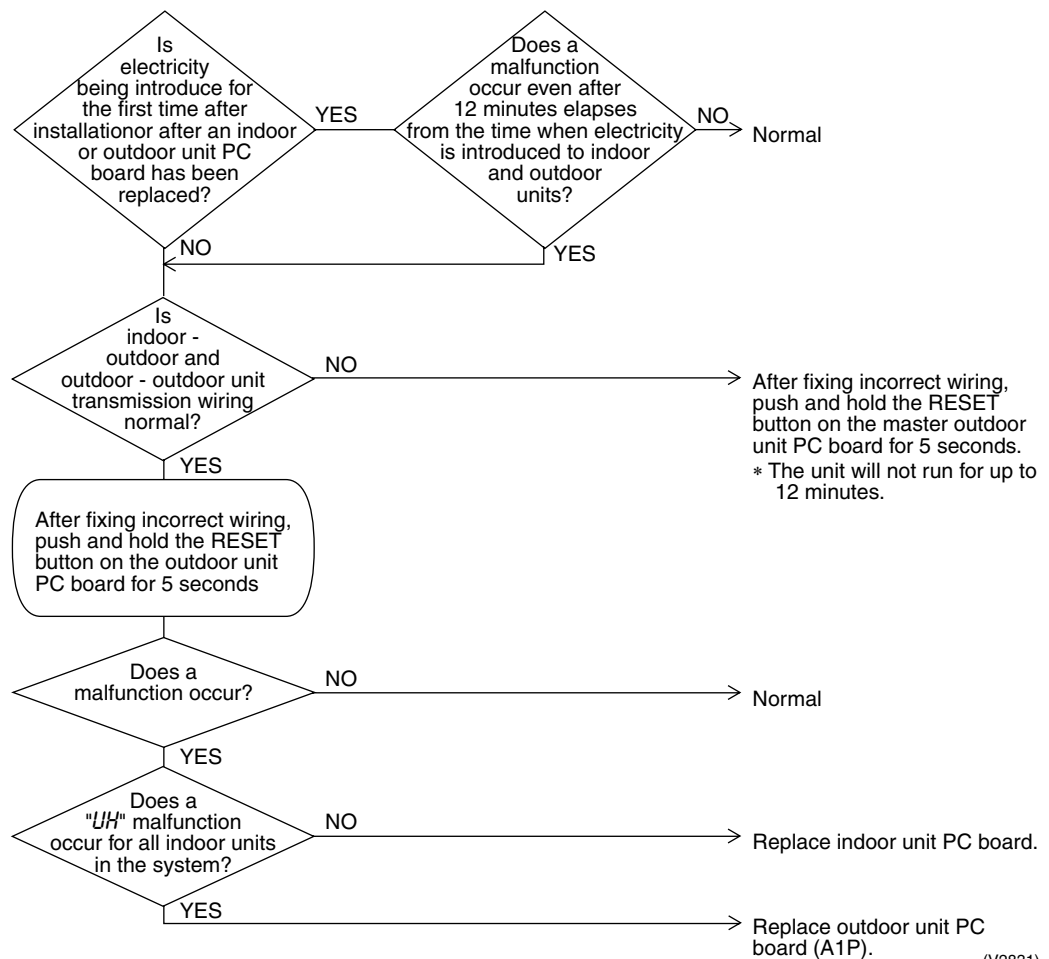 Is
electricity
being introduce for
the first time after
installationor after an indoor
or outdoor unit PC
board has been
replaced?
YES
Does a
malfunction
occur even after
12 minutes elapses
from the time when electricity
is introduced to indoor
and outdoor
units?
NO
Normal
NO
YES
Is
indoor -
outdoor and
outdoor - outdoor unit
transmission wiring
normal?
NO
After fixing incorrect wiring,
push and hold the RESET
button on the master outdoor
unit PC board for 5 seconds.
* The unit will not run for up to
12 minutes.
YES
After fixing incorrect wiring,
push and hold the RESET
button on the outdoor unit
PC board for 5 seconds
Does a
malfunction occur?
NO
Normal
YES
Does a
"UH" malfunction
occur for all indoor units
in the system?
NO
Replace indoor unit PC board.
YES
Replace outdoor unit PC
board (A1P).